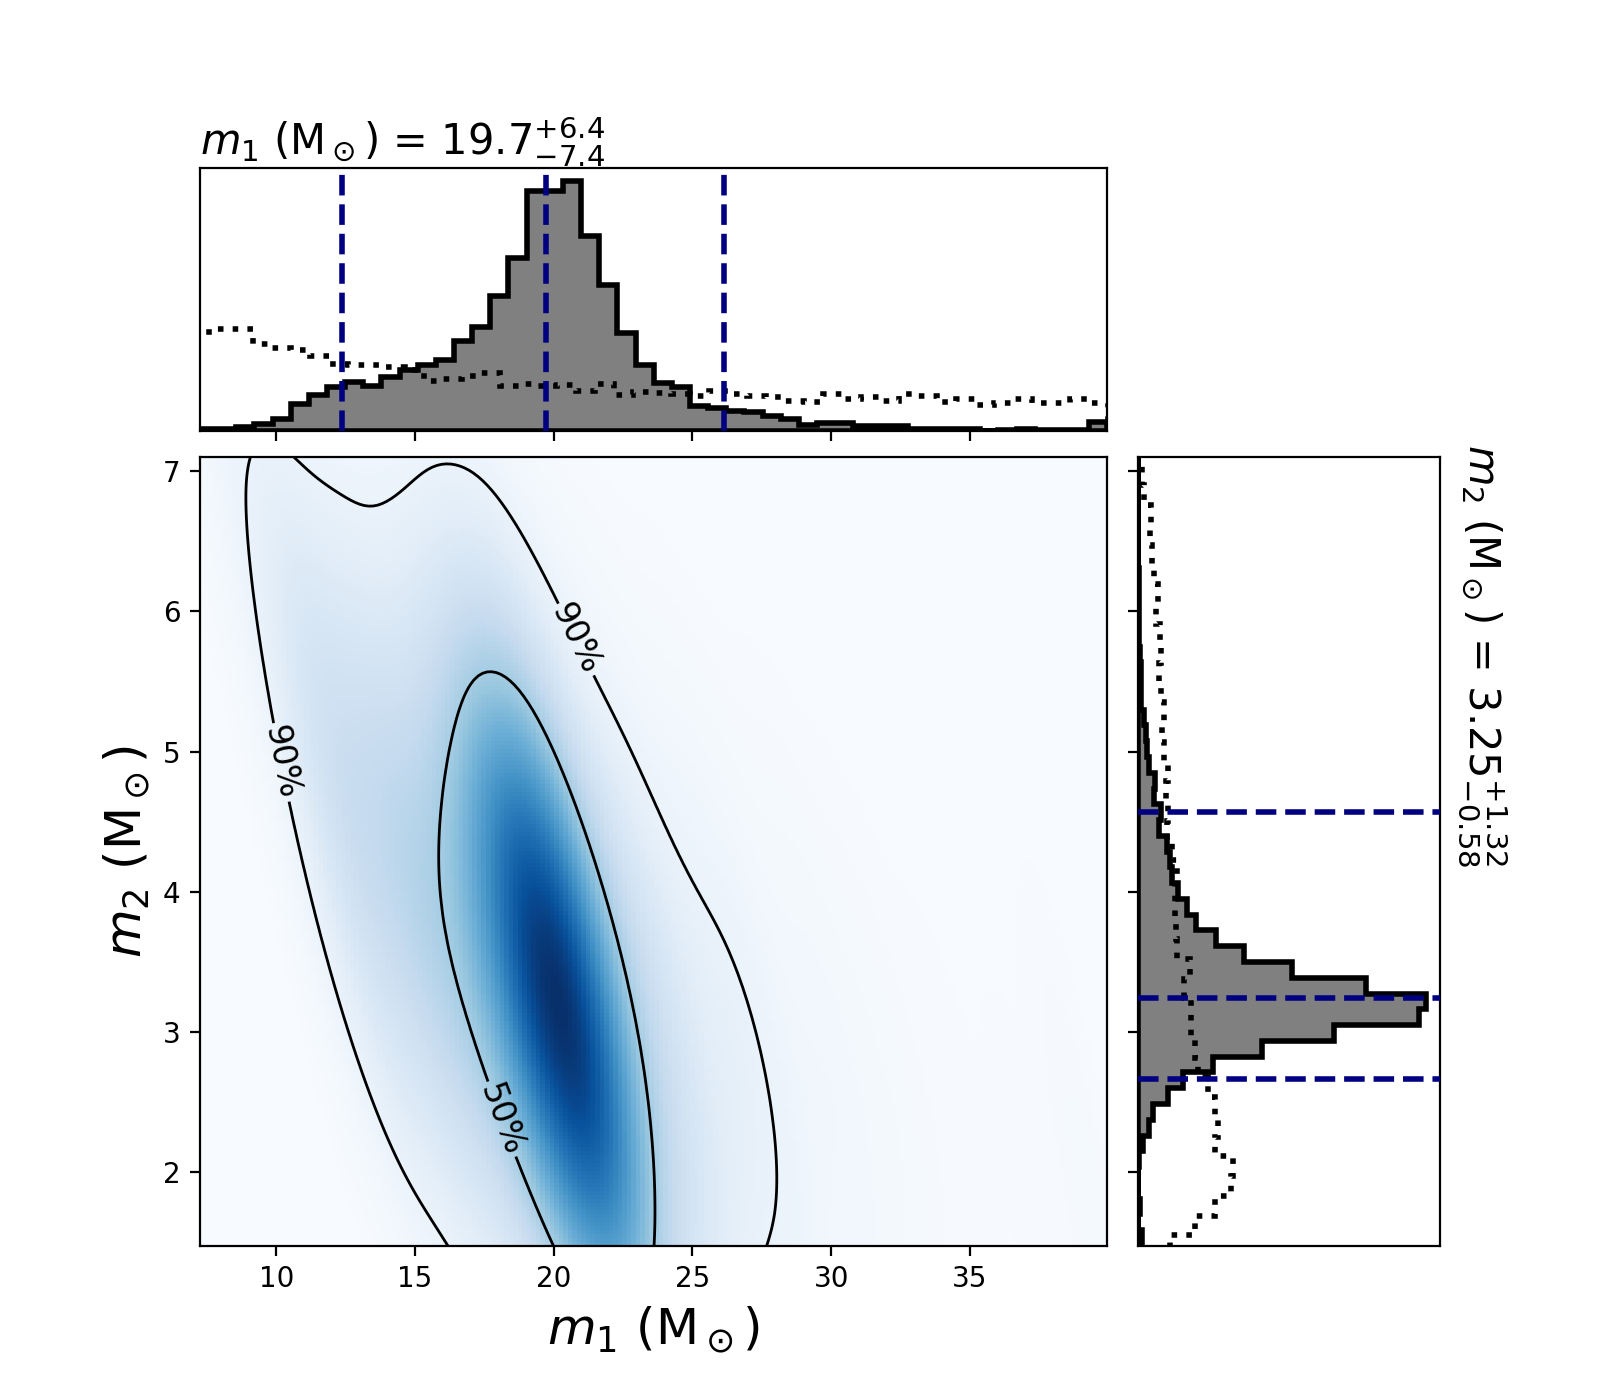 m₁ (M⊙) = 19.7+6.4−7.4
7
6
5
4
3
2
m₂ (M⊙)
90%
90%
50%
10 15 20 25 30 35
m₁ (M⊙)
m₂ (M⊙) = 3.25+1.32−0.58